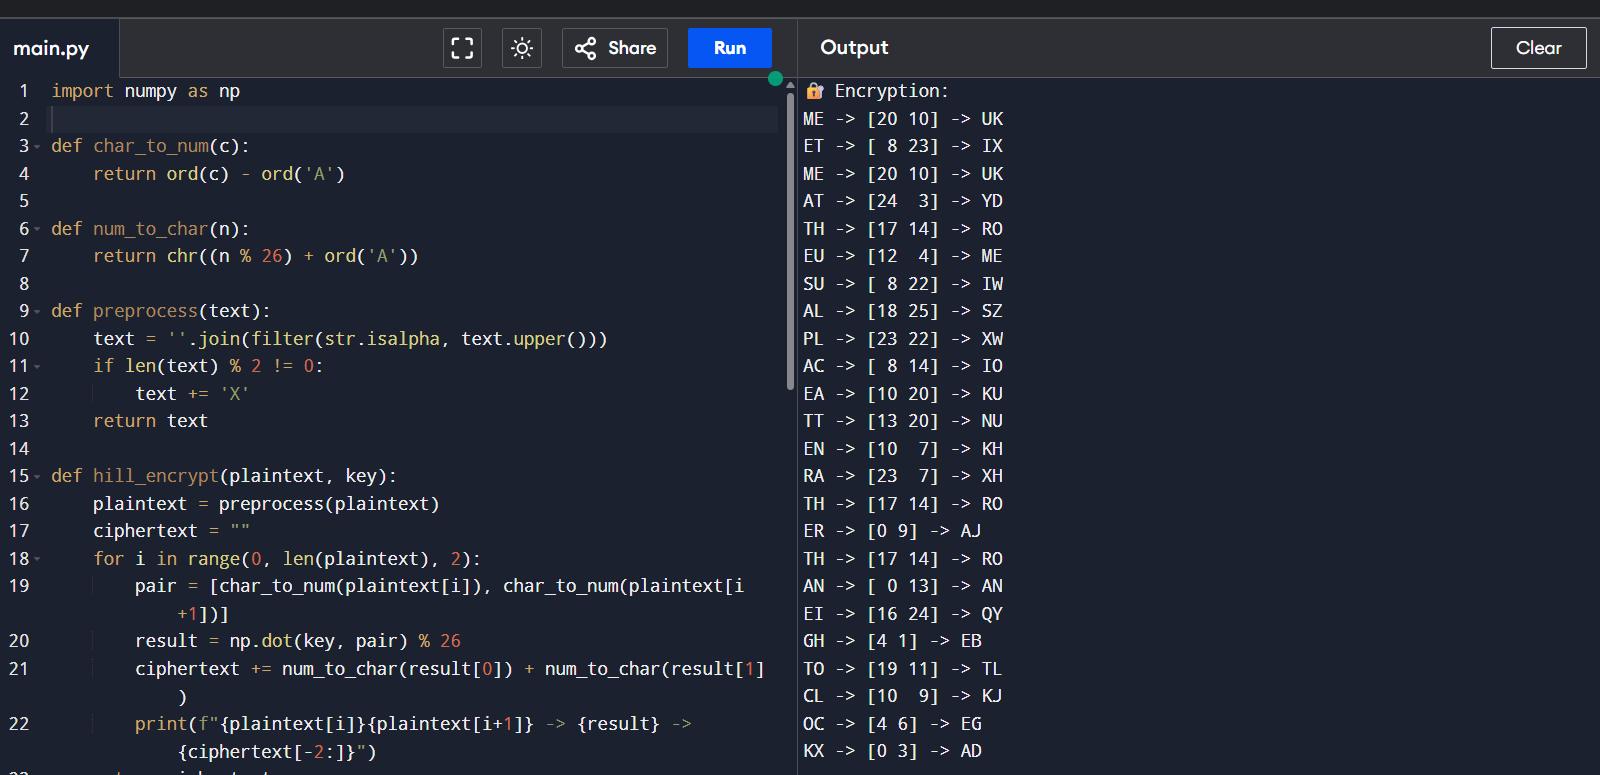 main.py
Share
Run
Output
Clear
1 import numpy as np
2
3 def char_to_num(c):
4     return ord(c) - ord('A')
5
6 def num_to_char(n):
7     return chr((n % 26) + ord('A'))
8
9 def preprocess(text):
10     text = ''.join(filter(str.isalpha, text.upper()))
11     if len(text) % 2 != 0:
12         text += 'X'
13     return text
14
15 def hill_encrypt(plaintext, key):
16     plaintext = preprocess(plaintext)
17     ciphertext = ""
18     for i in range(0, len(plaintext), 2):
19         pair = [char_to_num(plaintext[i]), char_to_num(plaintext[i
            +1])]
20         result = np.dot(key, pair) % 26
21         ciphertext += num_to_char(result[0]) + num_to_char(result[1]
            )
22         print(f"{plaintext[i]}{plaintext[i+1]} -> {result} ->
            {ciphertext[-2:]}")
🔐 Encryption:
ME -> [20 10] -> UK
ET -> [ 8 23] -> IX
ME -> [20 10] -> UK
AT -> [24  3] -> YD
TH -> [17 14] -> RO
EU -> [12  4] -> ME
SU -> [ 8 22] -> IW
AL -> [18 25] -> SZ
PL -> [23 22] -> XW
AC -> [ 8 14] -> IO
EA -> [10 20] -> KU
TT -> [13 20] -> NU
EN -> [10  7] -> KH
RA -> [23  7] -> XH
TH -> [17 14] -> RO
ER -> [0 9] -> AJ
TH -> [17 14] -> RO
AN -> [ 0 13] -> AN
EI -> [16 24] -> QY
GH -> [4 1] -> EB
TO -> [19 11] -> TL
CL -> [10  9] -> KJ
OC -> [4 6] -> EG
KX -> [0 3] -> AD